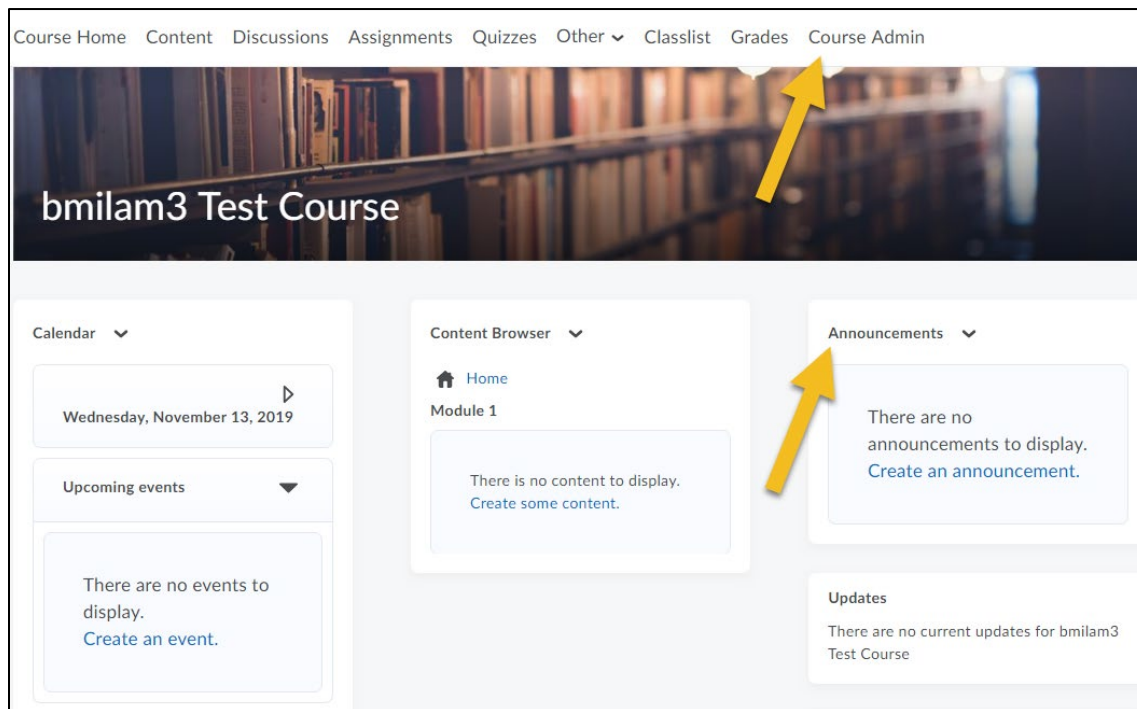 Course Home Content Discussions Assignments Quizzes Other Classlist Grades Course Admin
bmilam3 Test Course
Calendar
Wednesday, November 13, 2019
Upcoming events
There are no events to
display.
Create an event.
Content Browser
Home
Module 1
There is no content to display.
Create some content.
Announcements
There are no
announcements to display.
Create an announcement.
Updates
There are no current updates for bmilam3
Test Course